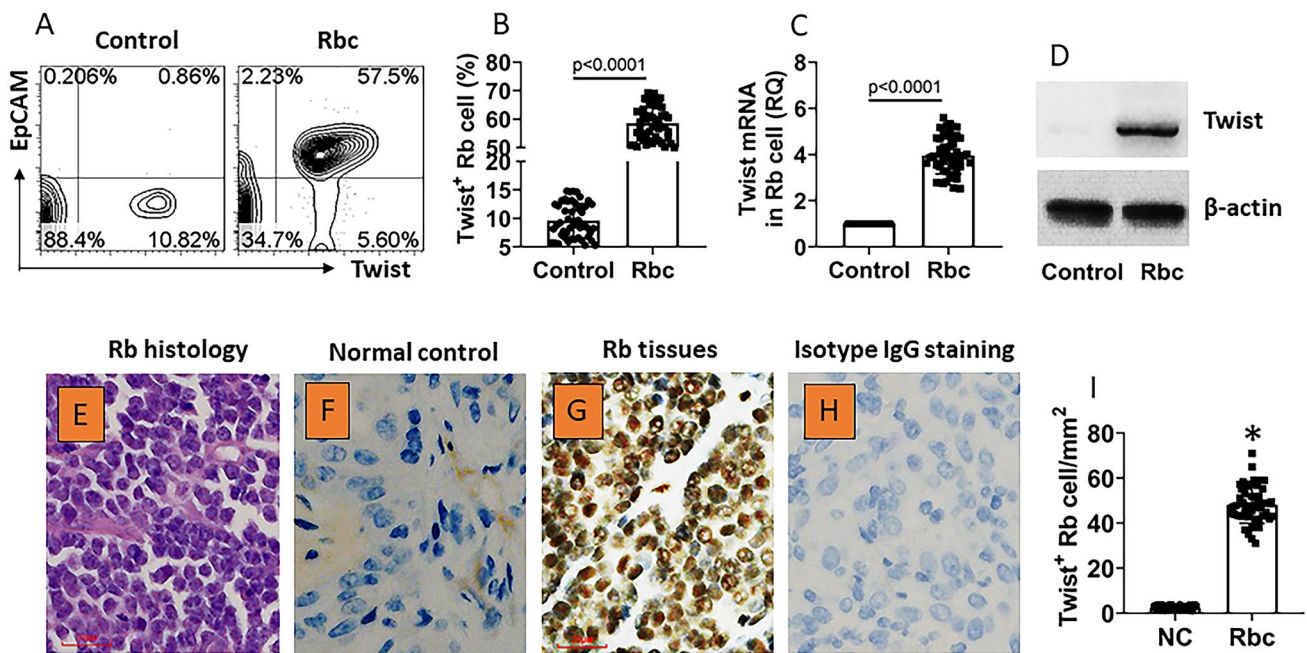 A
Control
Rbc
EpCAM
0.206%
0.86%
2.23%
57.5%
88.4%
10.82%
34.7%
5.60%
Twist
B
Twist+ Rb cell (%)
80
70
60
50
20
15
10
5
p<0.0001
Control
Rbc
C
Twist mRNA
in Rb cell (RQ)
8
6
4
2
0
p<0.0001
Control
Rbc
D
Twist
β-actin
Control
Rbc
Rb histology
Normal control
Rb tissues
Isotype IgG staining
E
F
G
H
I
Twist+ Rb cell/mm2
80
60
40
20
0
*
NC
Rbc